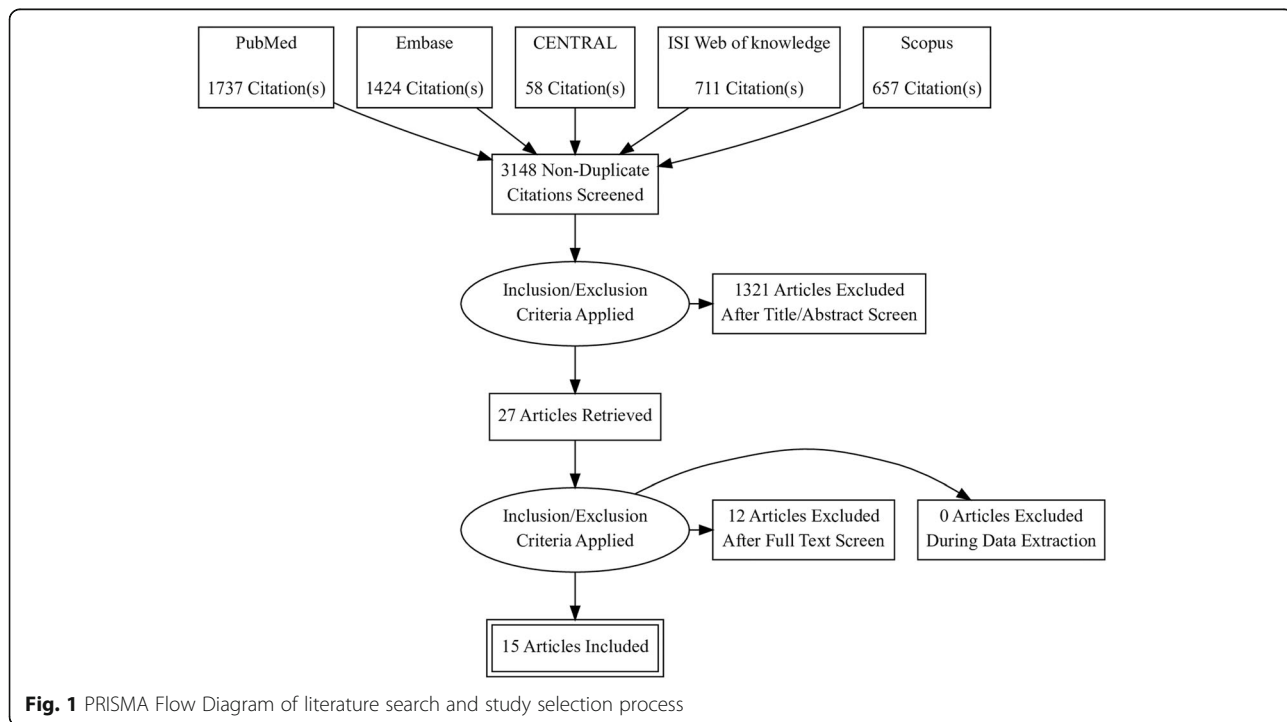 PubMed
1737 Citation(s)
Embase
1424 Citation(s)
CENTRAL
58 Citation(s)
ISI Web of knowledge
711 Citation(s)
Scopus
657 Citation(s)
3148 Non-Duplicate
Citations Screened
Inclusion/Exclusion
Criteria Applied
1321 Articles Excluded
After Title/Abstract Screen
27 Articles Retrieved
Inclusion/Exclusion
Criteria Applied
12 Articles Excluded
After Full Text Screen
0 Articles Excluded
During Data Extraction
15 Articles Included
Fig. 1 PRISMA Flow Diagram of literature search and study selection process